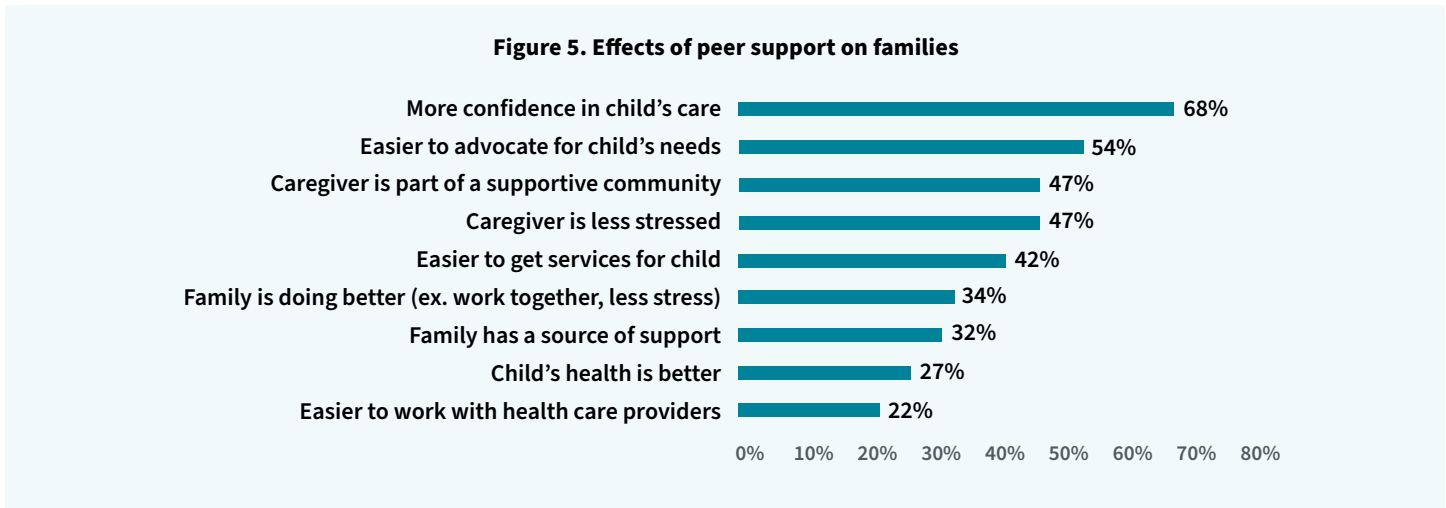 Figure 5. Effects of peer support on families
More confidence in child’s care 68%
Easier to advocate for child’s needs 54%
Caregiver is part of a supportive community 47%
Caregiver is less stressed 47%
Easier to get services for child 42%
Family is doing better (ex. work together, less stress) 34%
Family has a source of support 32%
Child’s health is better 27%
Easier to work with health care providers 22%
0% 10% 20% 30% 40% 50% 60% 70% 80%